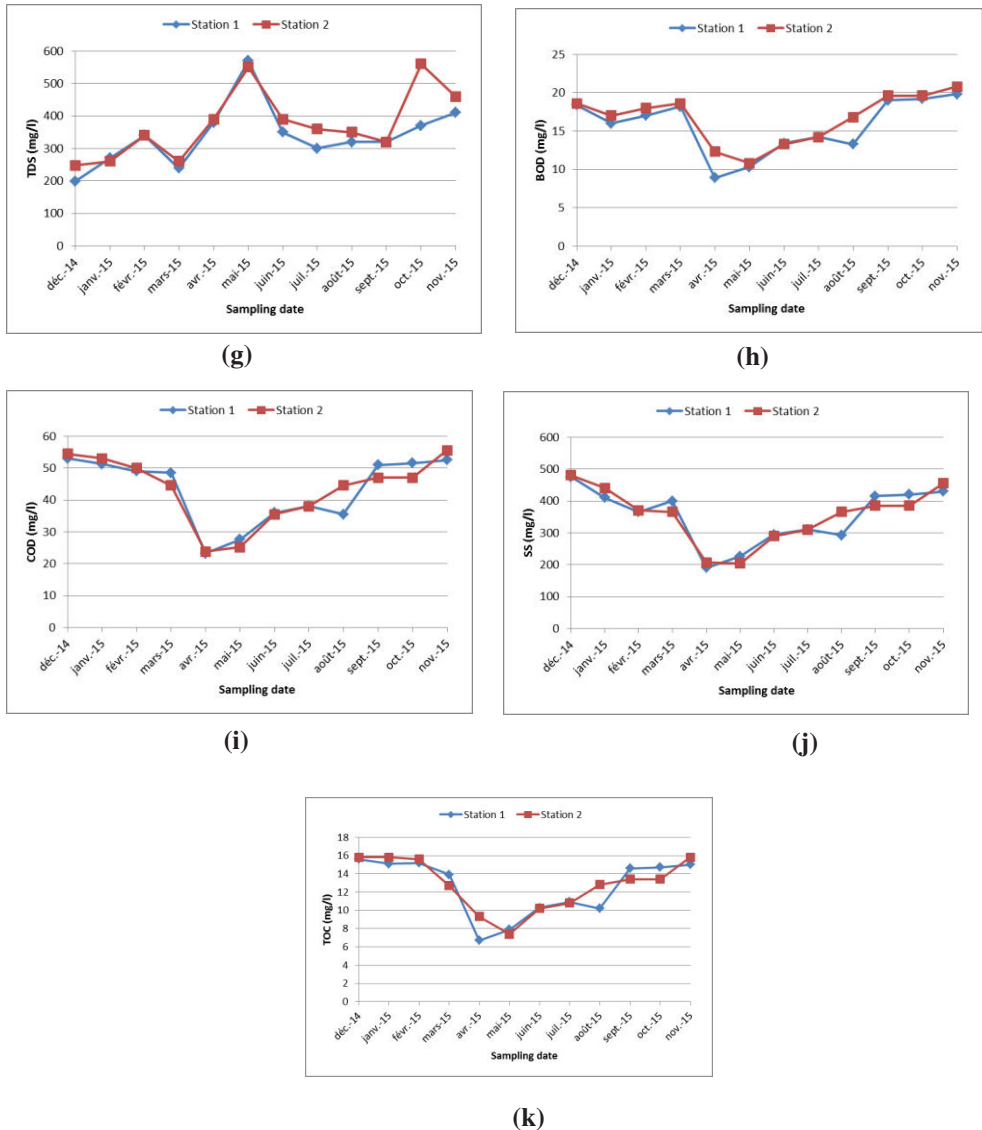 Station 1 Station 2
TDS (mg/l)
600
500
400
300
200
100
0
déc.-14 janv.-15 févr.-15 mars-15 avr.-15 mai-15 juin-15 juil.-15 août-15 sept.-15 oct.-15 nov.-15
Sampling date
(g)
Station 1 Station 2
BOD (mg/l)
25
20
15
10
5
0
déc.-14 janv.-15 févr.-15 mars-15 avr.-15 mai-15 juin-15 juil.-15 août-15 sept.-15 oct.-15 nov.-15
Sampling date
(h)
Station 1 Station 2
COD (mg/l)
60
50
40
30
20
10
0
déc.-14 janv.-15 févr.-15 mars-15 avr.-15 mai-15 juin-15 juil.-15 août-15 sept.-15 oct.-15 nov.-15
Sampling date
(i)
Station 1 Station 2
SS (mg/l)
600
500
400
300
200
100
0
déc.-14 janv.-15 févr.-15 mars-15 avr.-15 mai-15 juin-15 juil.-15 août-15 sept.-15 oct.-15 nov.-15
Sampling date
(j)
Station 1 Station 2
TOC (mg/l)
18
16
14
12
10
8
6
4
2
0
déc.-14 janv.-15 févr.-15 mars-15 avr.-15 mai-15 juin-15 juil.-15 août-15 sept.-15 oct.-15 nov.-15
Sampling date
(k)